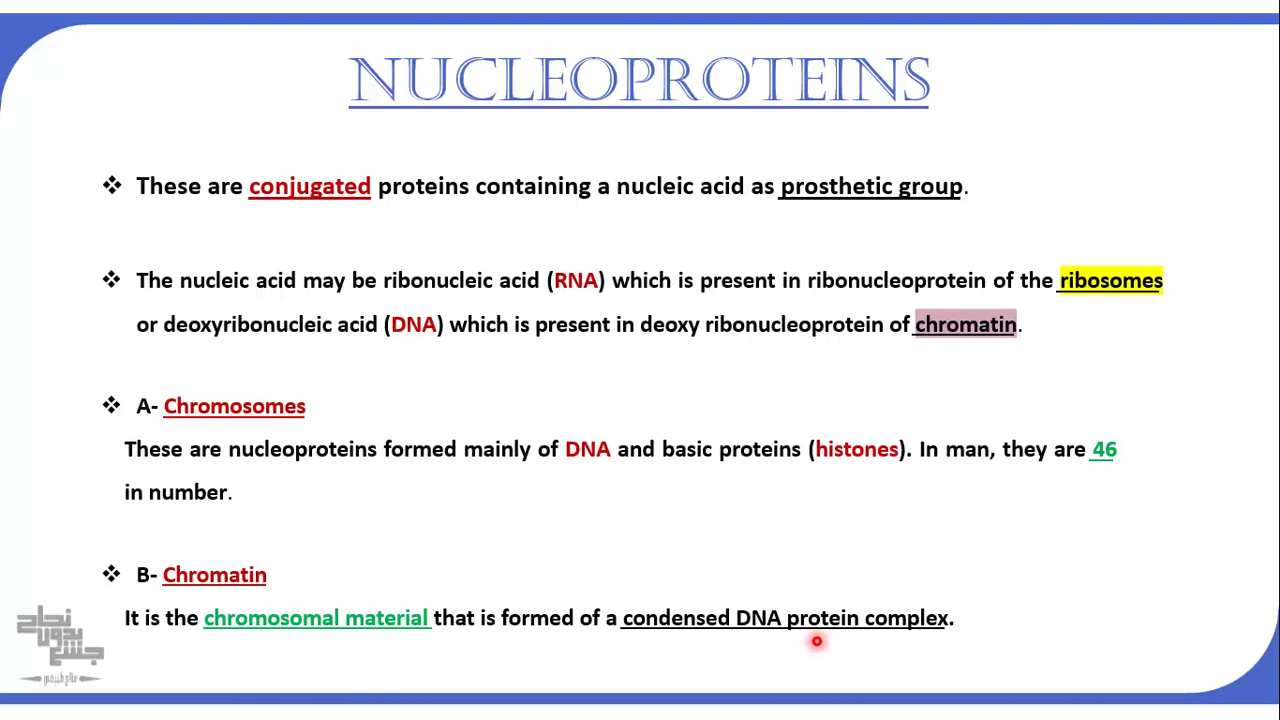 NUCLEOPROTEINS
❖ These are conjugated proteins containing a nucleic acid as prosthetic group.
❖ The nucleic acid may be ribonucleic acid (RNA) which is present in ribonucleoprotein of the ribosomes
or deoxyribonucleic acid (DNA) which is present in deoxy ribonucleoprotein of chromatin.
❖ A- Chromosomes
These are nucleoproteins formed mainly of DNA and basic proteins (histones). In man, they are 46
in number.
❖ B- Chromatin
It is the chromosomal material that is formed of a condensed DNA protein complex.
نجاح
بدون
جشع